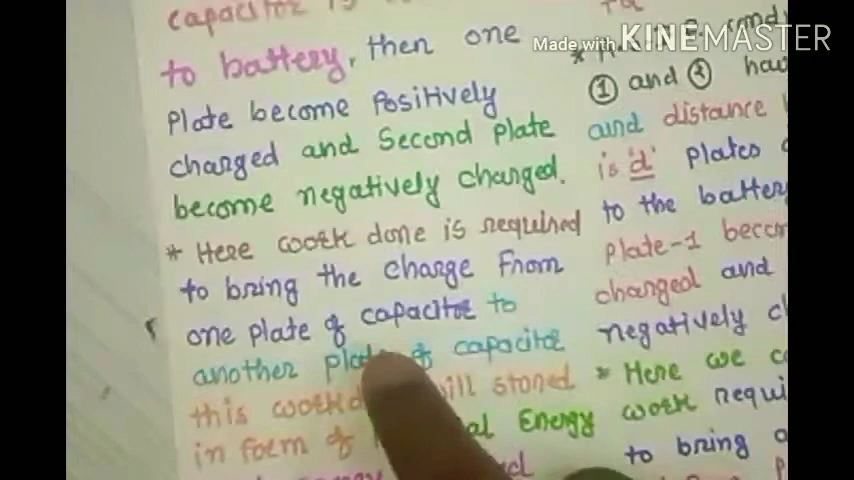 capacitor is
to battery, then one
Plate become Positively
charged and Second Plate
become negatively charged.
* Here work done is required
to bring the charge From
one plate of capacitor to
another plate of capacitor
this work will stored
in form of Energy
Made with KINEMASTER
① and ② hav
and distance
is 'd' plates
to the battery
Plate-1 becom
changed and
negatively ch
* Here we c
work requi
to bring a